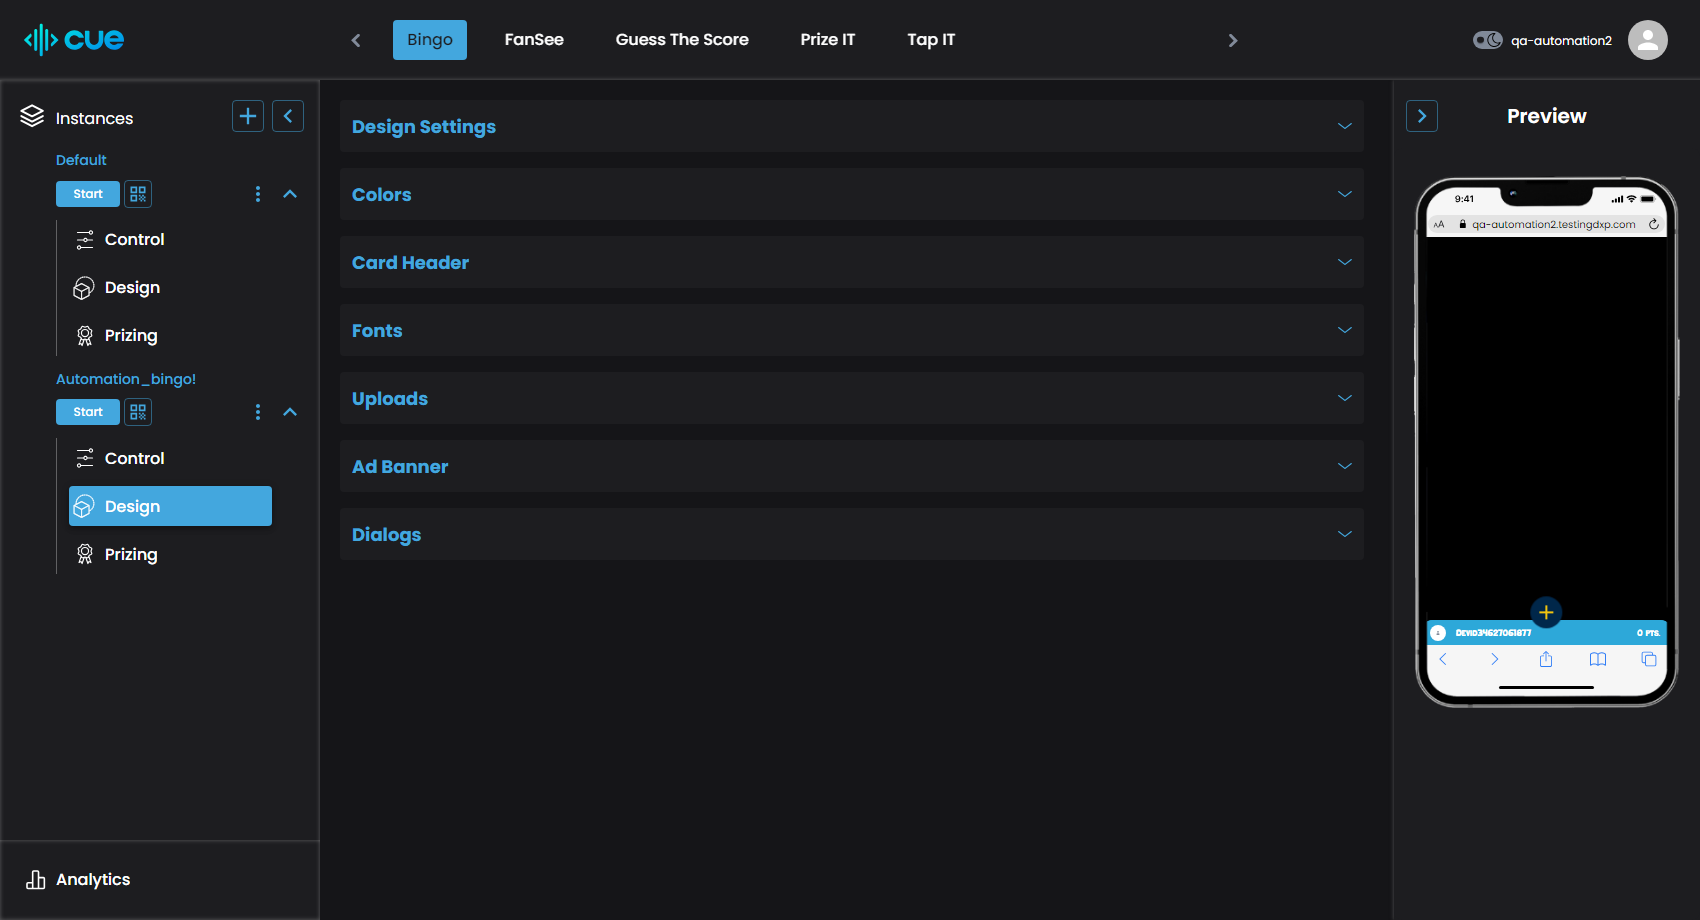 cue
Bingo
FanSee
Guess The Score
Prize IT
Tap IT
qa-automation2
Instances
Default
Start
Control
Design
Prizing
Automation_bingo!
Start
Control
Design
Prizing
Analytics
Design Settings
Colors
Card Header
Fonts
Uploads
Ad Banner
Dialogs
Preview
9:41
AA qa-automation2.testingdxp.com
DEVID34627061877 0 PTS.